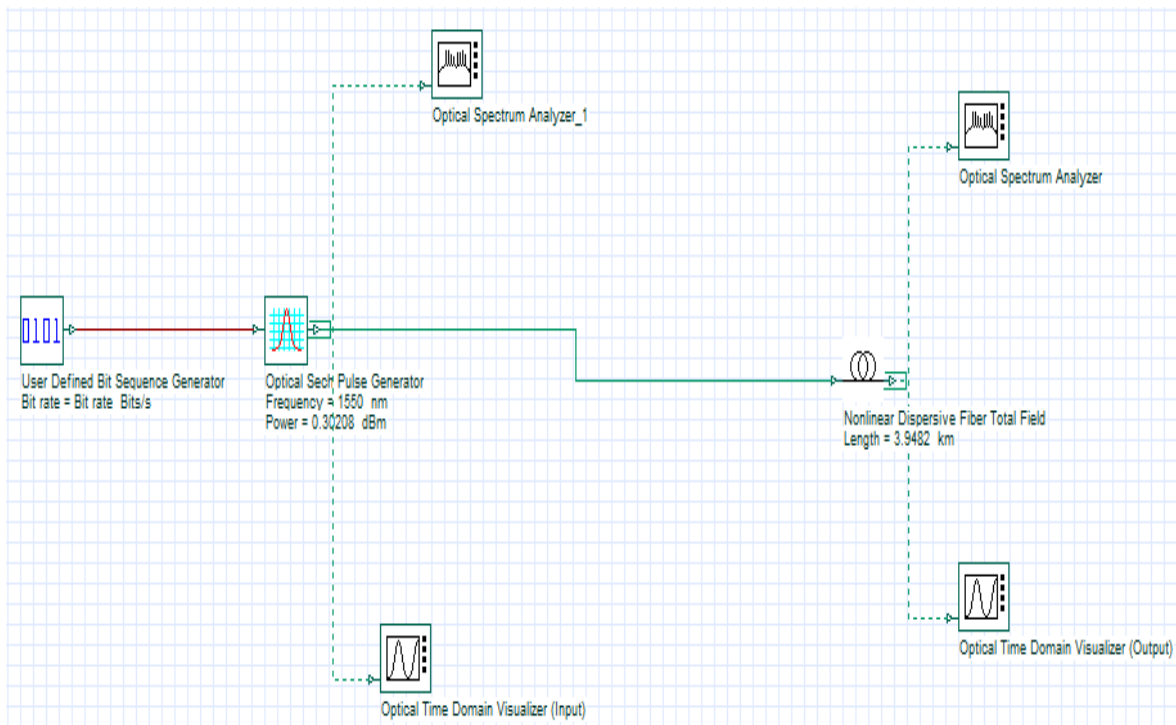 Optical Spectrum Analyzer_1
Optical Spectrum Analyzer
0101
User Defined Bit Sequence Generator
Bit rate = Bit rate Bits/s
Optical Sech Pulse Generator
Frequency = 1550 nm
Power = 0.30208 dBm
Nonlinear Dispersive Fiber Total Field
Length = 3.9482 km
Optical Time Domain Visualizer (Output)
Optical Time Domain Visualizer (Input)